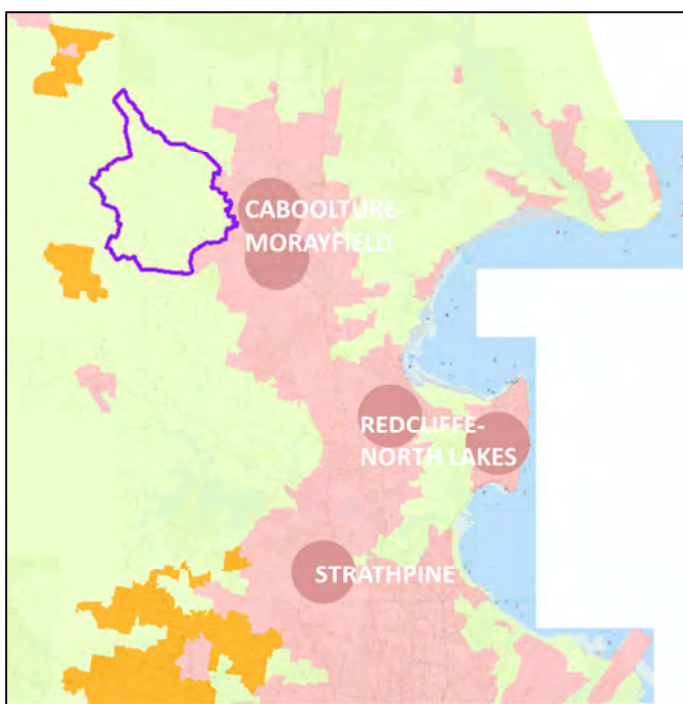 CABOOLTURE-
MORAYFIELD
REDCLIFFE-
NORTH LAKES
STRATHPINE